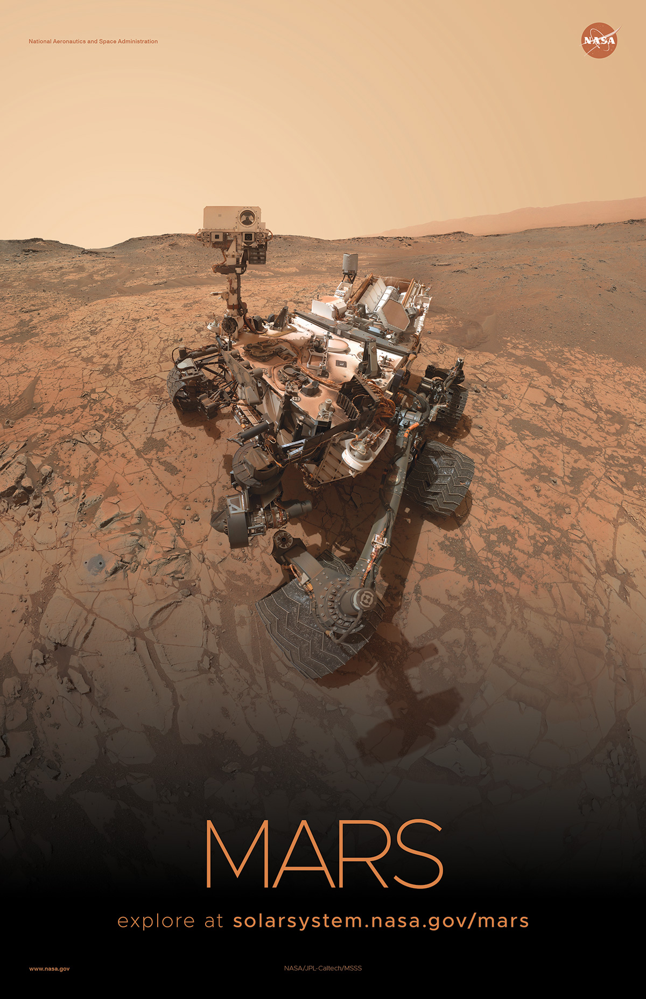 National Aeronautics and Space Administration
NASA
MARS
explore at solarsystem.nasa.gov/mars
www.nasa.gov
NASA/JPL-Caltech/MSSS